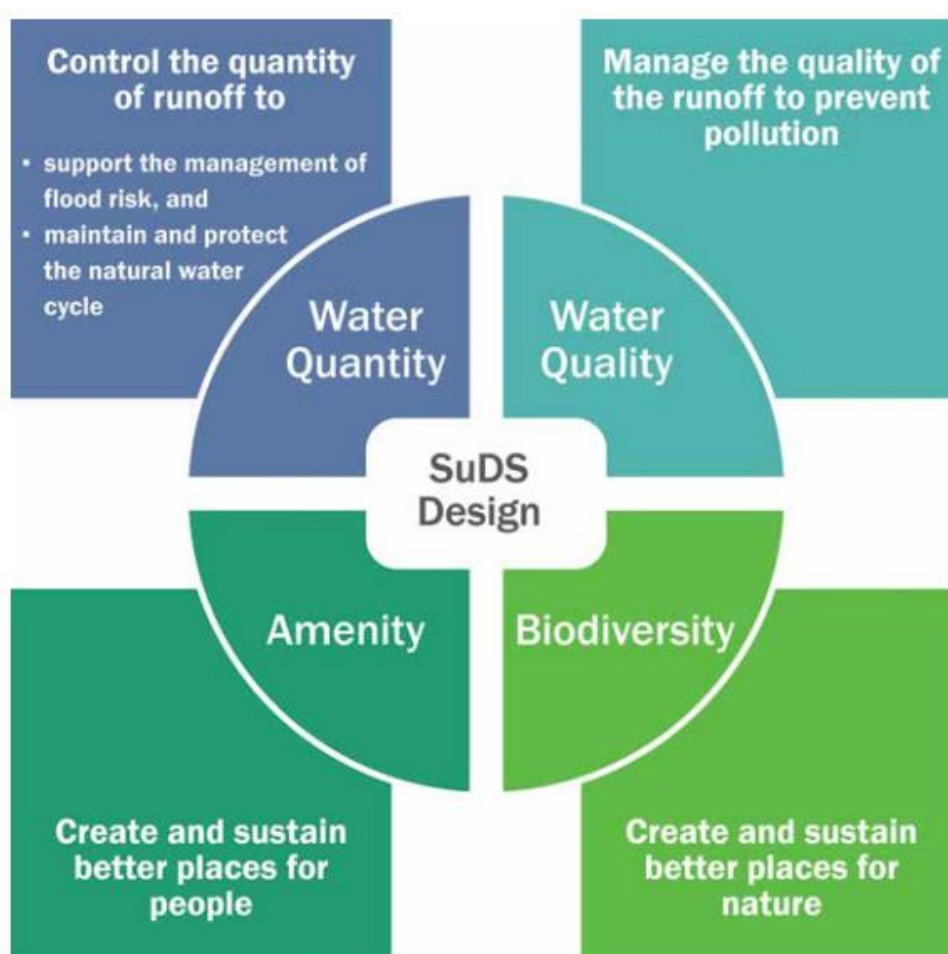 Control the quantity
of runoff to
• support the management of
flood risk, and
• maintain and protect
the natural water
cycle
Manage the quality of
the runoff to prevent
pollution
Water
Quantity
Water
Quality
SuDS
Design
Amenity
Biodiversity
Create and sustain
better places for
people
Create and sustain
better places for
nature